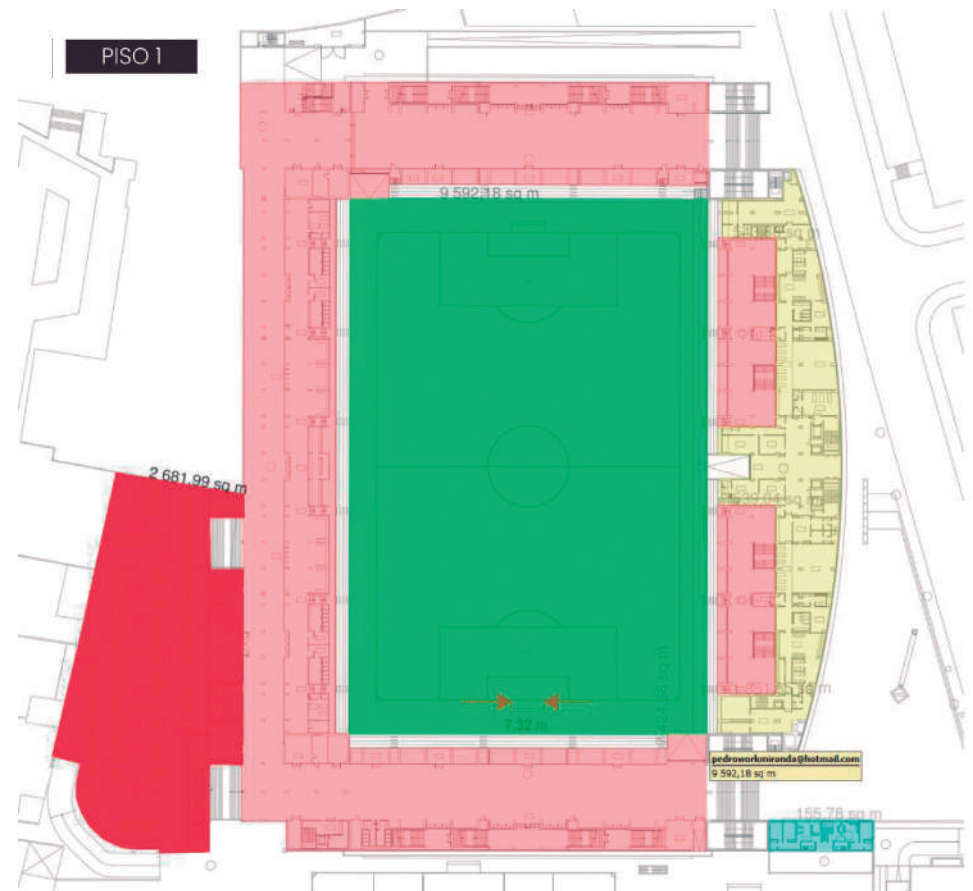 PISO 1
9 592,18 sq m
2 681,99 sq m
7,32 m
pedroworkmiranda@hotmail.com
9 592,18 sq m
155,78 sq m